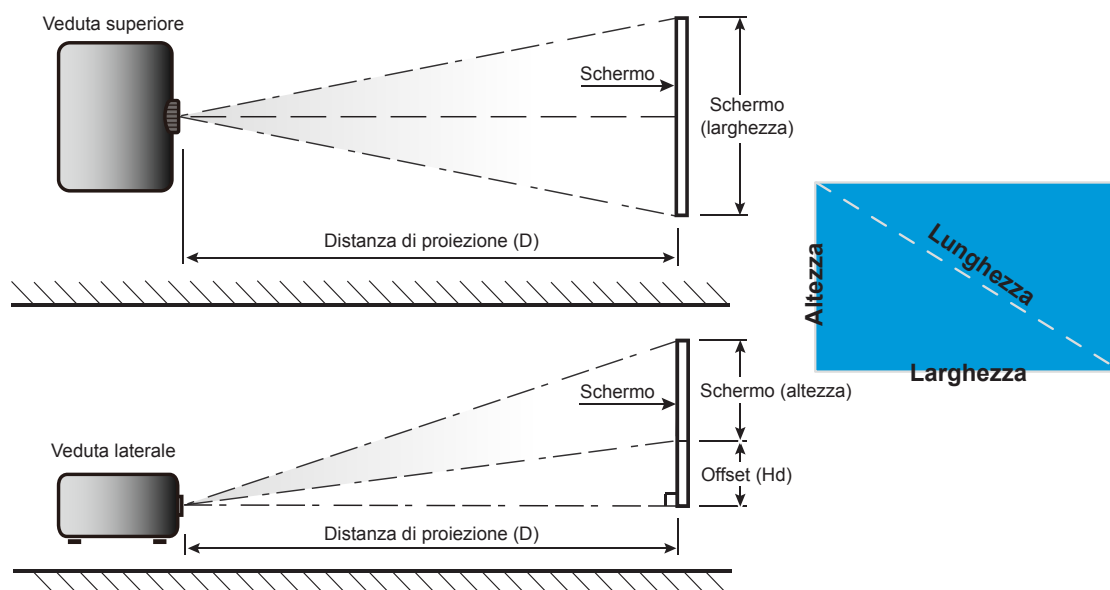 Veduta superiore
Schermo
Schermo
(larghezza)
Distanza di proiezione (D)
Altezza
Lunghezza
Larghezza
Veduta laterale
Schermo
Schermo (altezza)
Offset (Hd)
Distanza di proiezione (D)